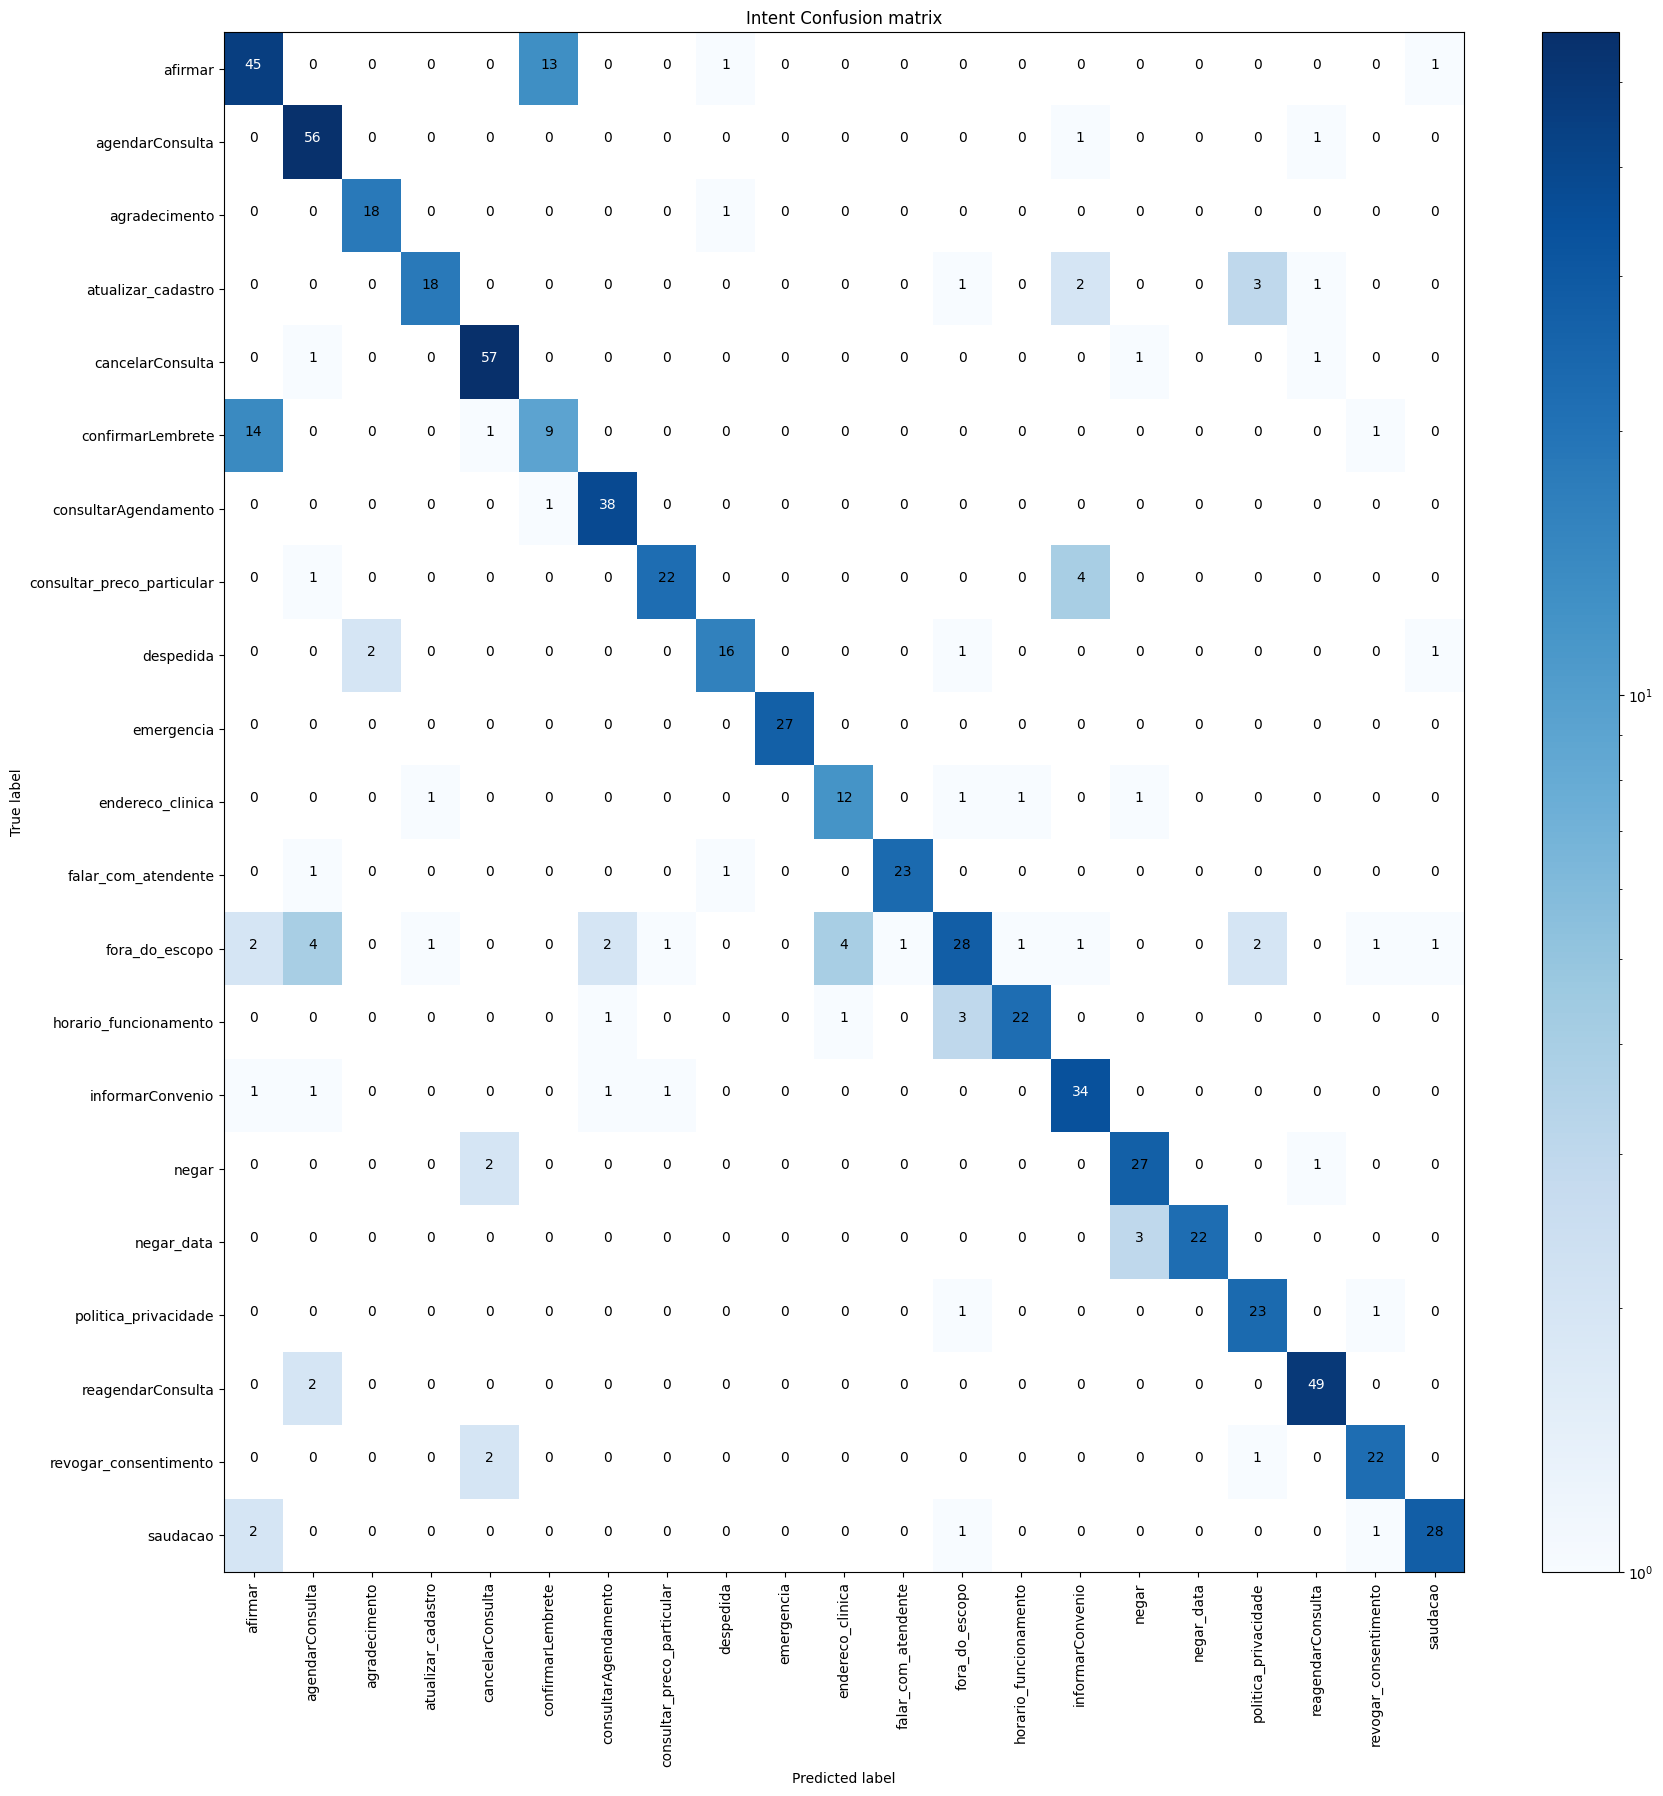 Intent Confusion matrix
afirmar 45 0 0 0 0 13 0 0 1 0 0 0 0 0 0 0 0 0 0 0 1
agendarConsulta 0 56 0 0 0 0 0 0 0 0 0 0 0 0 1 0 0 0 1 0 0
agradecimento 0 0 18 0 0 0 0 0 1 0 0 0 0 0 0 0 0 0 0 0 0
atualizar_cadastro 0 0 0 18 0 0 0 0 0 0 0 0 1 0 2 0 0 3 1 0 0
cancelarConsulta 0 1 0 0 57 0 0 0 0 0 0 0 0 0 0 1 0 0 1 0 0
confirmarLembrete 14 0 0 0 1 9 0 0 0 0 0 0 0 0 0 0 0 0 0 1 0
consultarAgendamento 0 0 0 0 0 1 38 0 0 0 0 0 0 0 0 0 0 0 0 0 0
consultar_preco_particular 0 1 0 0 0 0 0 22 0 0 0 0 0 0 4 0 0 0 0 0 0
despedida 0 0 2 0 0 0 0 0 16 0 0 0 1 0 0 0 0 0 0 0 1
emergencia 0 0 0 0 0 0 0 0 0 27 0 0 0 0 0 0 0 0 0 0 0
endereco_clinica 0 0 0 1 0 0 0 0 0 0 12 0 1 1 0 1 0 0 0 0 0
falar_com_atendente 0 1 0 0 0 0 0 0 1 0 0 23 0 0 0 0 0 0 0 0 0
fora_do_escopo 2 4 0 1 0 0 2 1 0 0 4 1 28 1 1 0 0 2 0 1 1
horario_funcionamento 0 0 0 0 0 0 1 0 0 0 1 0 3 22 0 0 0 0 0 0 0
informarConvenio 1 1 0 0 0 0 1 1 0 0 0 0 0 0 34 0 0 0 0 0 0
negar 0 0 0 0 2 0 0 0 0 0 0 0 0 0 0 27 0 0 1 0 0
negar_data 0 0 0 0 0 0 0 0 0 0 0 0 0 0 0 3 22 0 0 0 0
politica_privacidade 0 0 0 0 0 0 0 0 0 0 0 0 1 0 0 0 0 23 0 1 0
reagendarConsulta 0 2 0 0 0 0 0 0 0 0 0 0 0 0 0 0 0 0 49 0 0
revogar_consentimento 0 0 0 0 2 0 0 0 0 0 0 0 0 0 0 0 0 1 0 22 0
saudacao 2 0 0 0 0 0 0 0 0 0 0 0 1 0 0 0 0 0 0 1 28
True label
afirmar
agendarConsulta
agradecimento
atualizar_cadastro
cancelarConsulta
confirmarLembrete
consultarAgendamento
consultar_preco_particular
despedida
emergencia
endereco_clinica
falar_com_atendente
fora_do_escopo
horario_funcionamento
informarConvenio
negar
negar_data
politica_privacidade
reagendarConsulta
revogar_consentimento
saudacao
Predicted label
10¹
10⁰